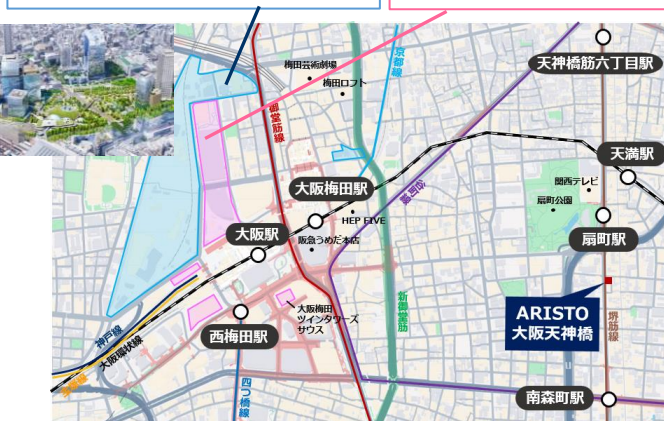 京都線
天神橋筋六丁目駅
梅田芸術劇場
梅田ロフト
御堂筋線
天満駅
関西テレビ
大阪梅田駅
谷町線
扇町公園
HEP FIVE
扇町駅
大阪駅
阪急うめだ本店
新御堂筋
ARISTO
大阪天神橋
堺筋線
大阪梅田
ツインタワーズ
サウス
西梅田駅
神戸線
大阪環状線
四つ橋線
南森町駅